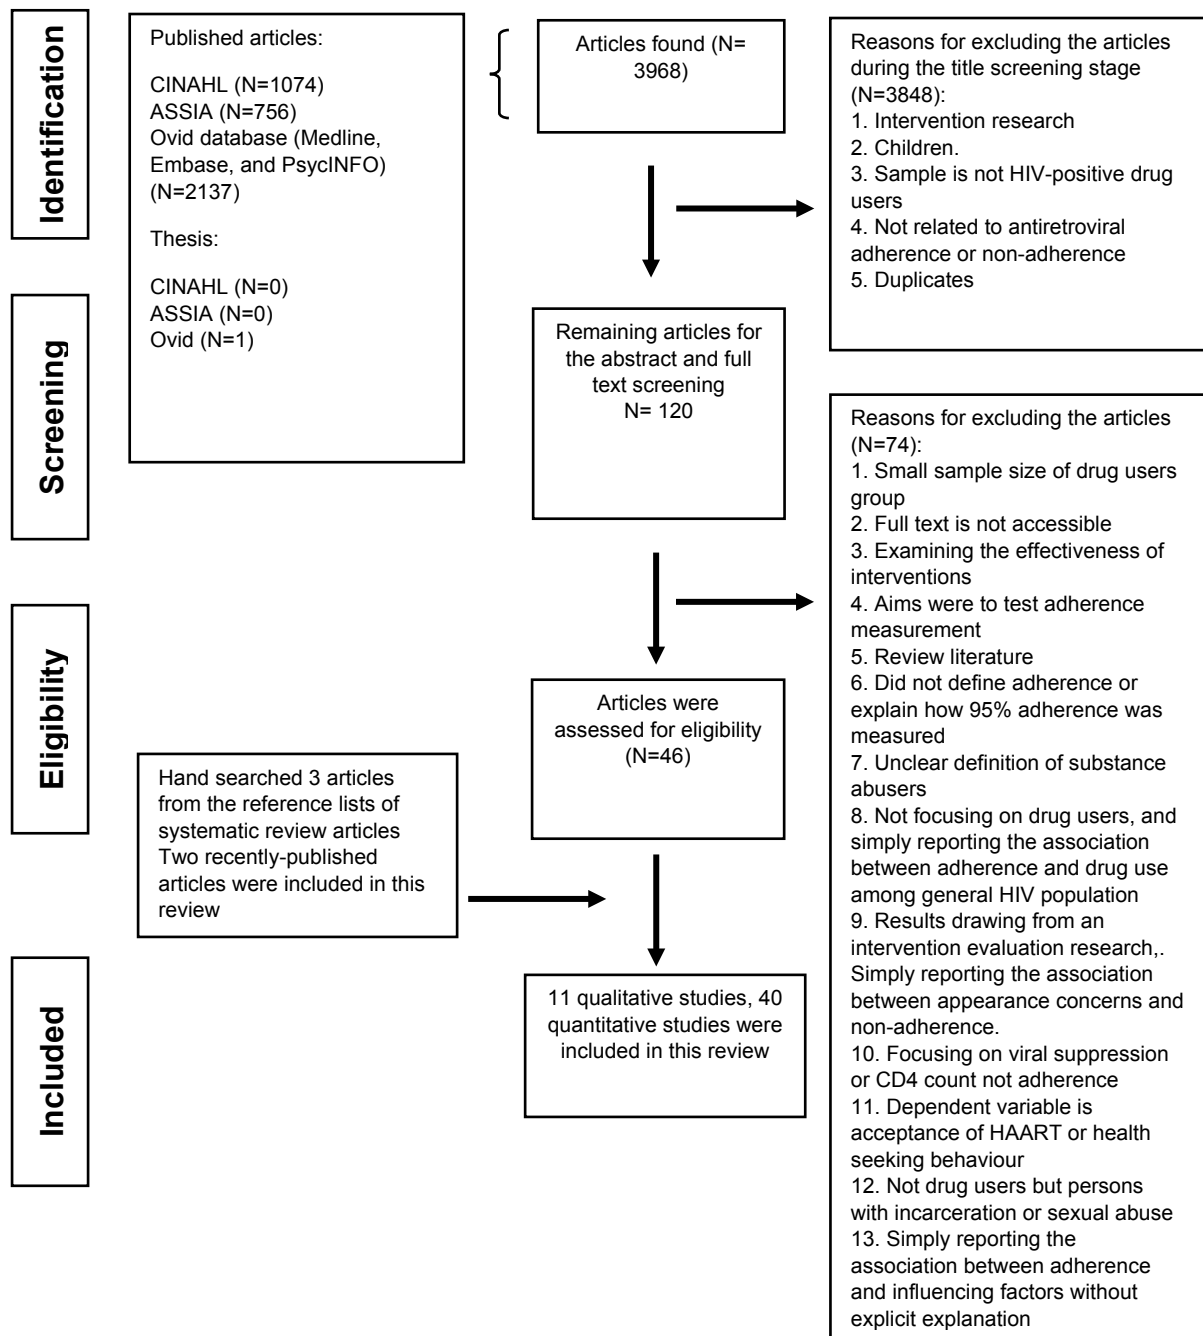 Identification
Published articles:
CINAHL (N=1074)
ASSIA (N=756)
Ovid database (Medline,
Embase, and PsycINFO)
(N=2137)
Thesis:
CINAHL (N=0)
ASSIA (N=0)
Ovid (N=1)
Articles found (N=
3968)
Reasons for excluding the articles
during the title screening stage
(N=3848):
1. Intervention research
2. Children.
3. Sample is not HIV-positive drug
users
4. Not related to antiretroviral
adherence or non-adherence
5. Duplicates
Screening
Remaining articles for
the abstract and full
text screening
N= 120
Reasons for excluding the articles
(N=74):
1. Small sample size of drug users
group
2. Full text is not accessible
3. Examining the effectiveness of
interventions
4. Aims were to test adherence
measurement
5. Review literature
6. Did not define adherence or
explain how 95% adherence was
measured
7. Unclear definition of substance
abusers
8. Not focusing on drug users, and
simply reporting the association
between adherence and drug use
among general HIV population
9. Results drawing from an
intervention evaluation research,.
Simply reporting the association
between appearance concerns and
non-adherence.
10. Focusing on viral suppression
or CD4 count not adherence
11. Dependent variable is
acceptance of HAART or health
seeking behaviour
12. Not drug users but persons
with incarceration or sexual abuse
13. Simply reporting the
association between adherence
and influencing factors without
explicit explanation
Eligibility
Articles were
assessed for eligibility
(N=46)
Hand searched 3 articles
from the reference lists of
systematic review articles
Two recently-published
articles were included in this
review
Included
11 qualitative studies, 40
quantitative studies were
included in this review